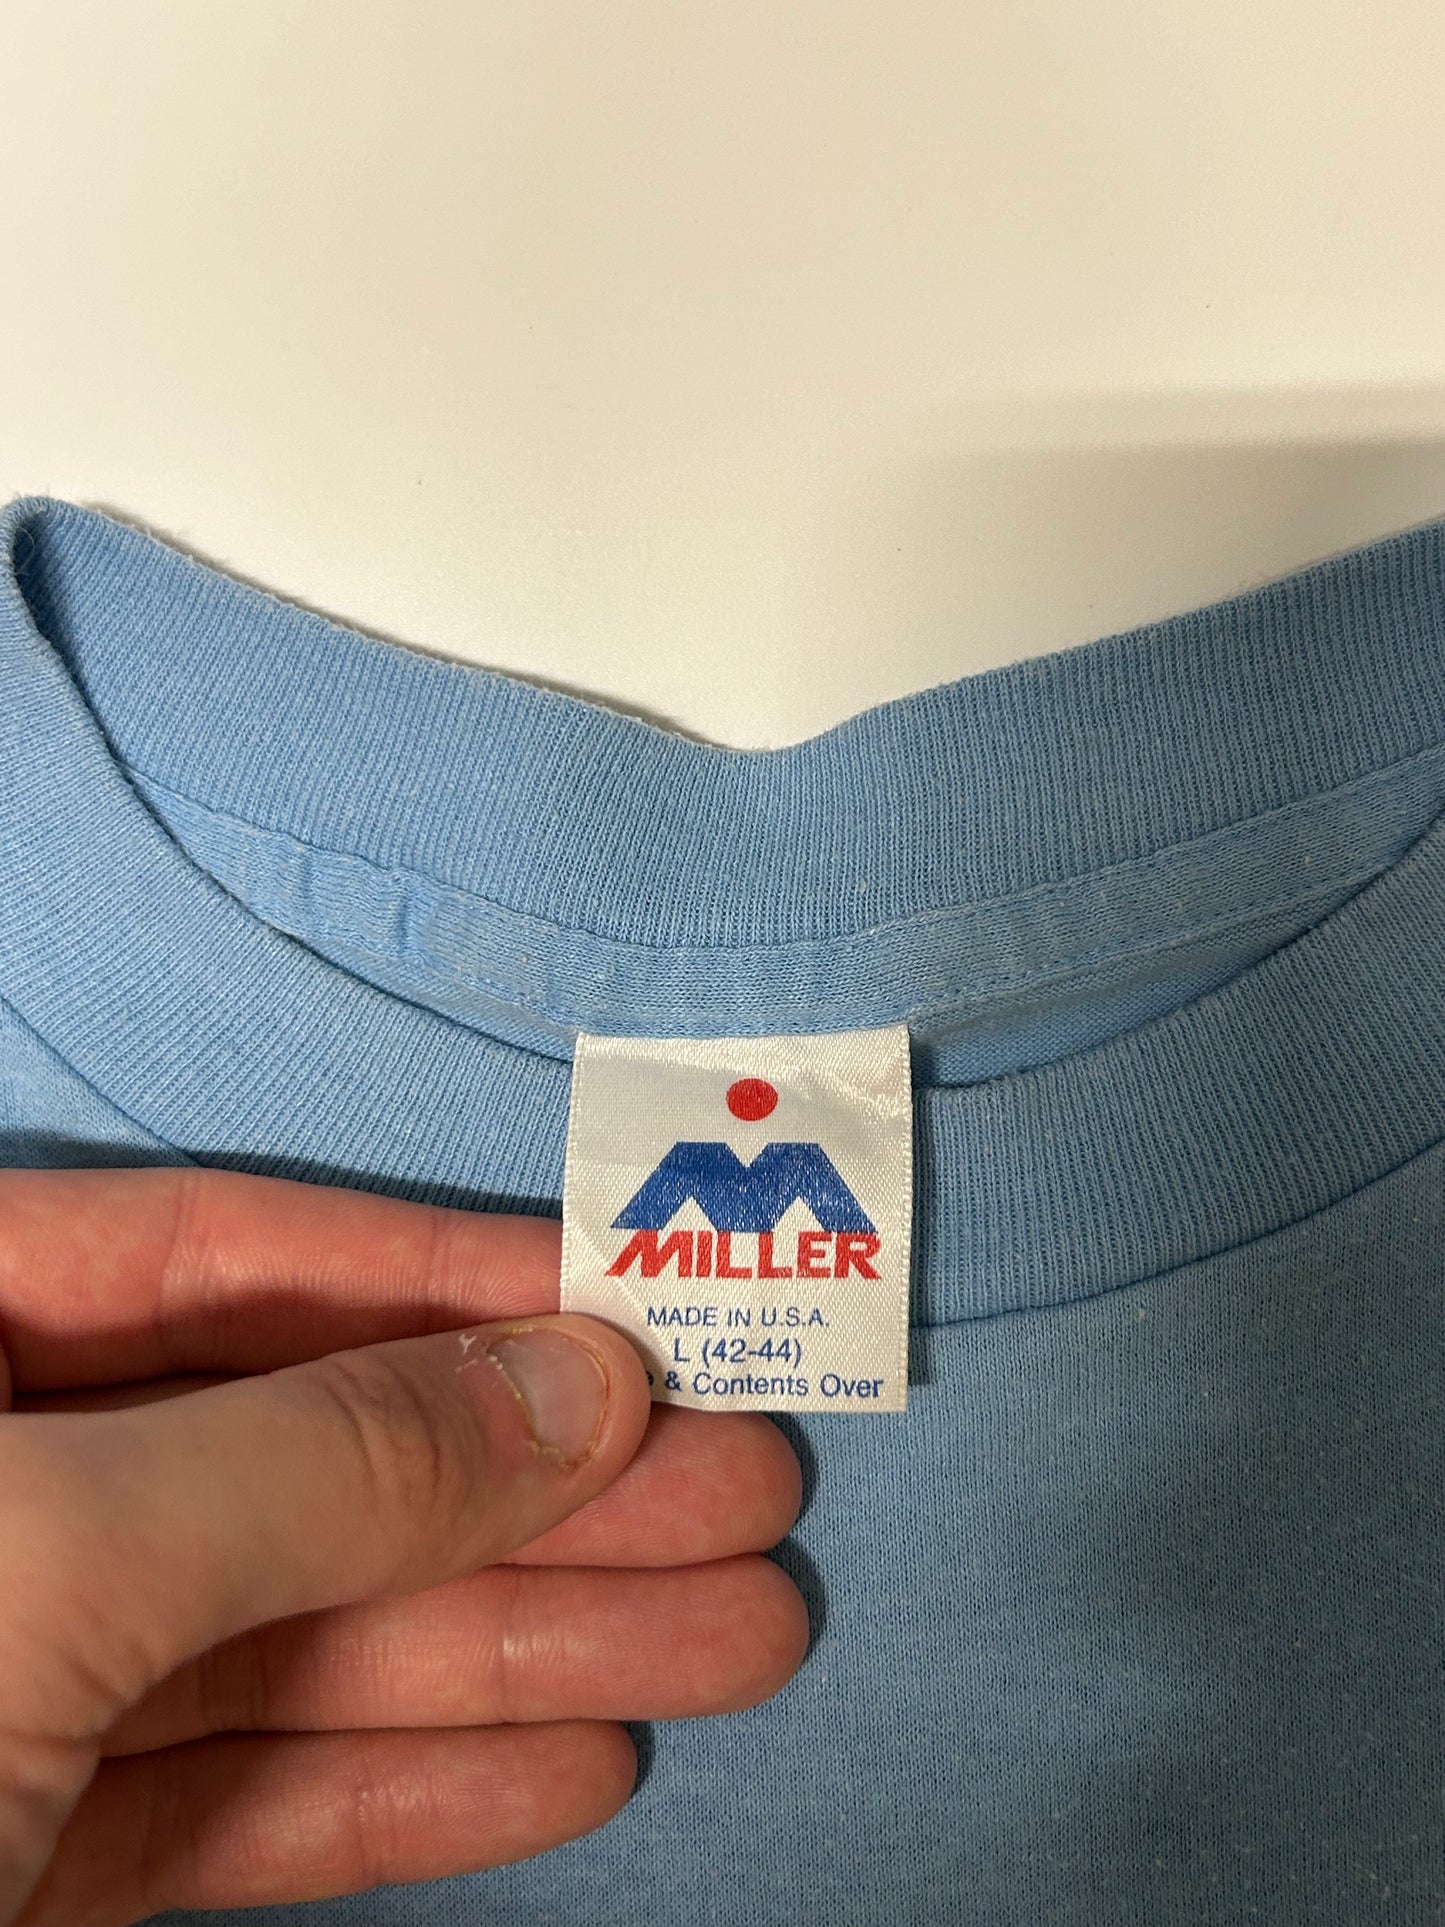 MILLER
MADE IN U.S.A.
L (42-44)
& Contents Over